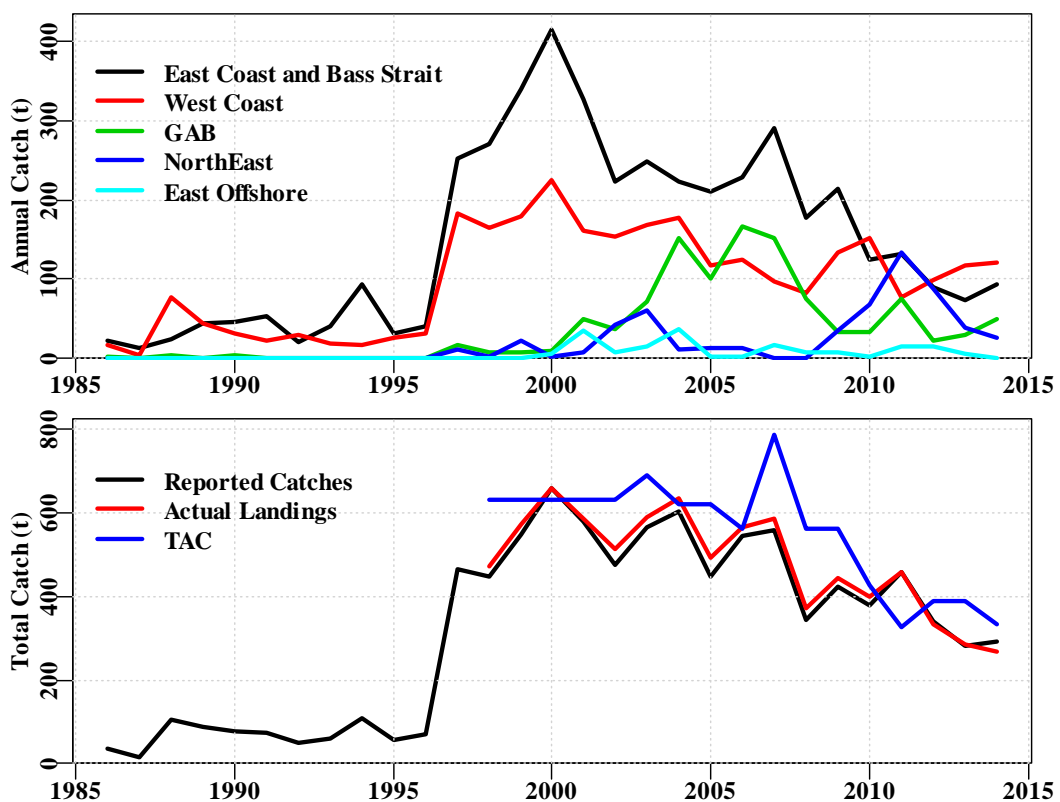 Annual Catch (t)
400
300
200
100
0
East Coast and Bass Strait
West Coast
GAB
NorthEast
East Offshore
1985 1990 1995 2000 2005 2010 2015
Total Catch (t)
800
600
400
200
0
Reported Catches
Actual Landings
TAC
1985 1990 1995 2000 2005 2010 2015